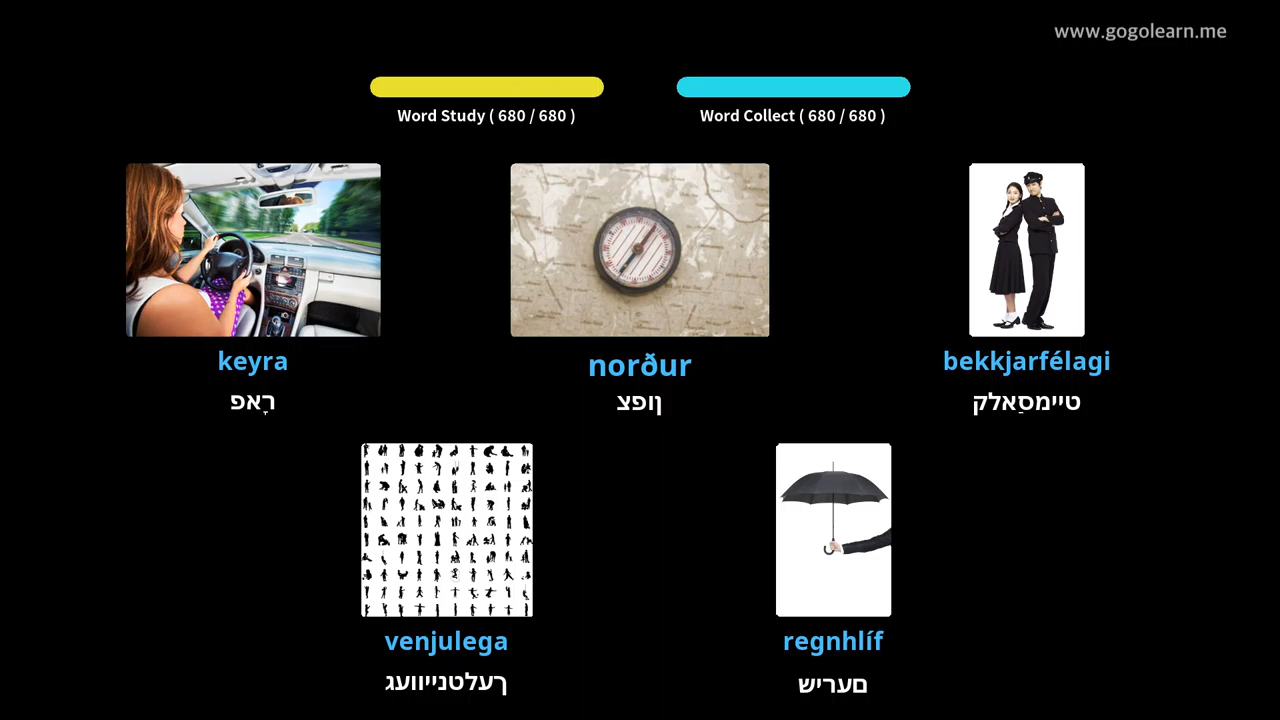 www.gogolearn.me
Word Study ( 680 / 680 )
Word Collect ( 680 / 680 )
keyra
רָאפ
norður
ןופצ
bekkjarfélagi
טיימסַאלק
venjulega
ךעלטנייוועג
regnhlíf
םעריש